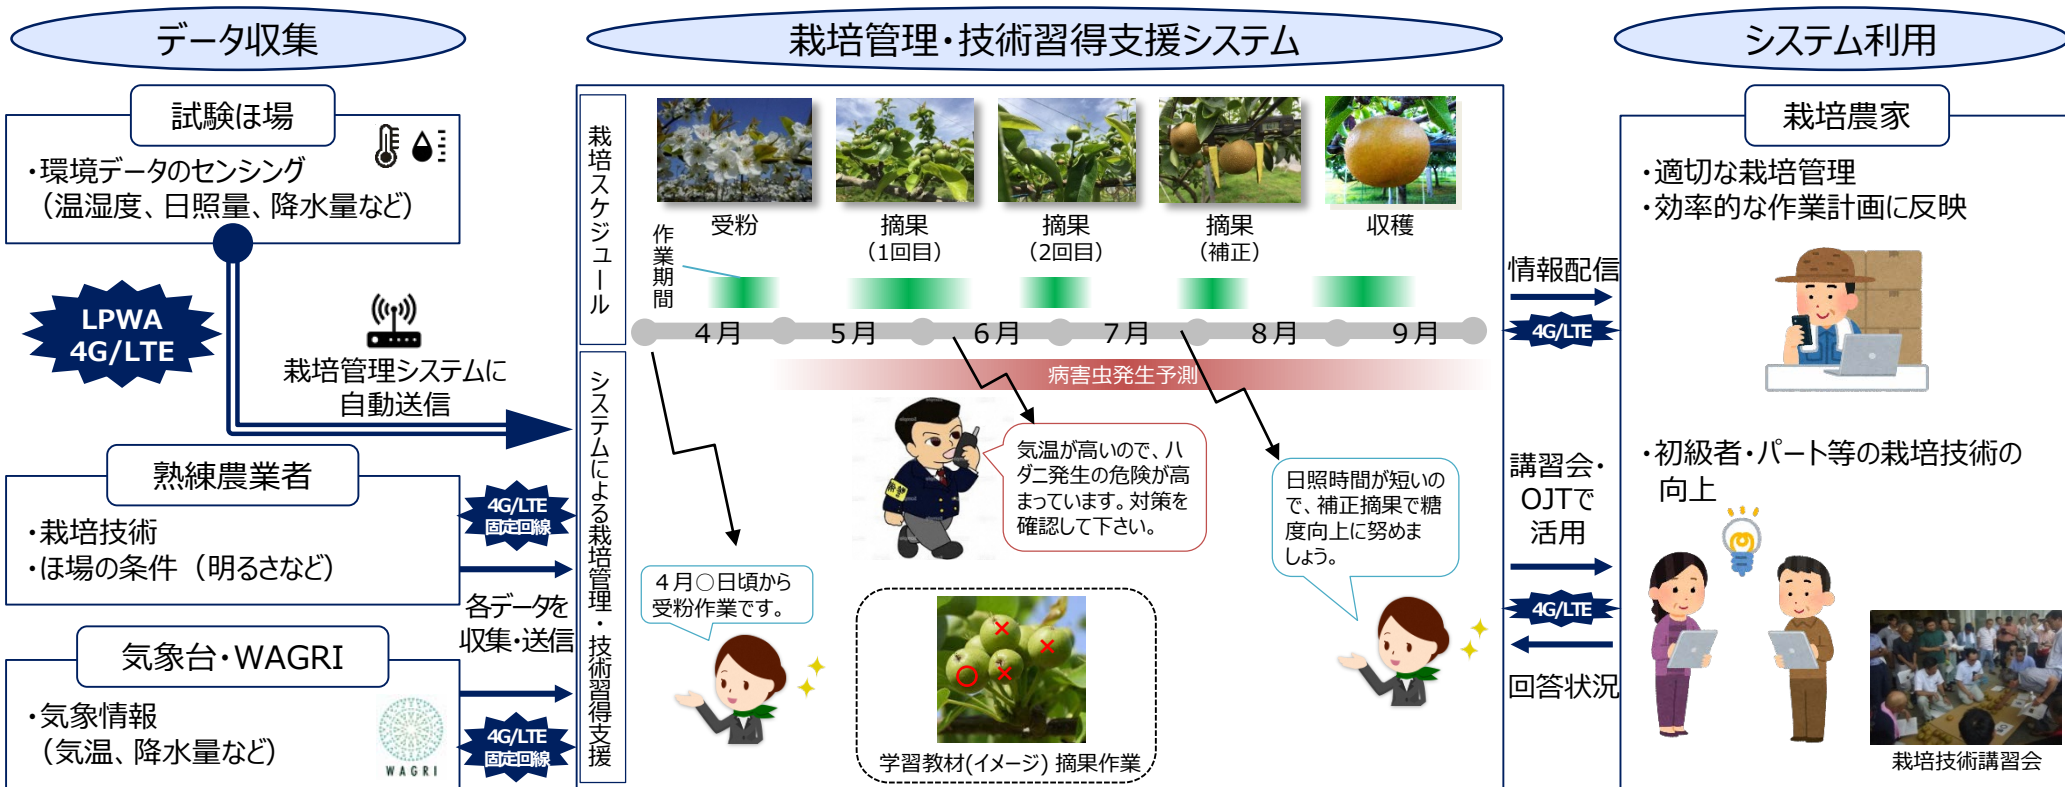 データ収集
試験ほ場
・環境データのセンシング
（温湿度、日照量、降水量など）
LPWA
4G/LTE
栽培管理システムに
自動送信
熟練農業者
・栽培技術
・ほ場の条件（明るさなど）
4G/LTE
固定回線
各データを
収集・送信
気象台・WAGRI
・気象情報
（気温、降水量など）
WAGRI
4G/LTE
固定回線
栽培管理・技術習得支援システム
栽培スケジュール
受粉
摘果
（1回目）
摘果
（2回目）
摘果
（補正）
収穫
作業期間
4月
5月
6月
7月
8月
9月
システムによる栽培管理・技術習得支援
病害虫発生予測
気温が高いので、ハ
ダニ発生の危険が高
まっています。対策を
確認して下さい。
日照時間が短いの
で、補正摘果で糖
度向上に努めま
しょう。
４月○日頃から
受粉作業です。
学習教材(イメージ) 摘果作業
情報配信
4G/LTE
講習会・
OJTで
活用
4G/LTE
回答状況
システム利用
栽培農家
・適切な栽培管理
・効率的な作業計画に反映
・初級者・パート等の栽培技術の
向上
栽培技術講習会